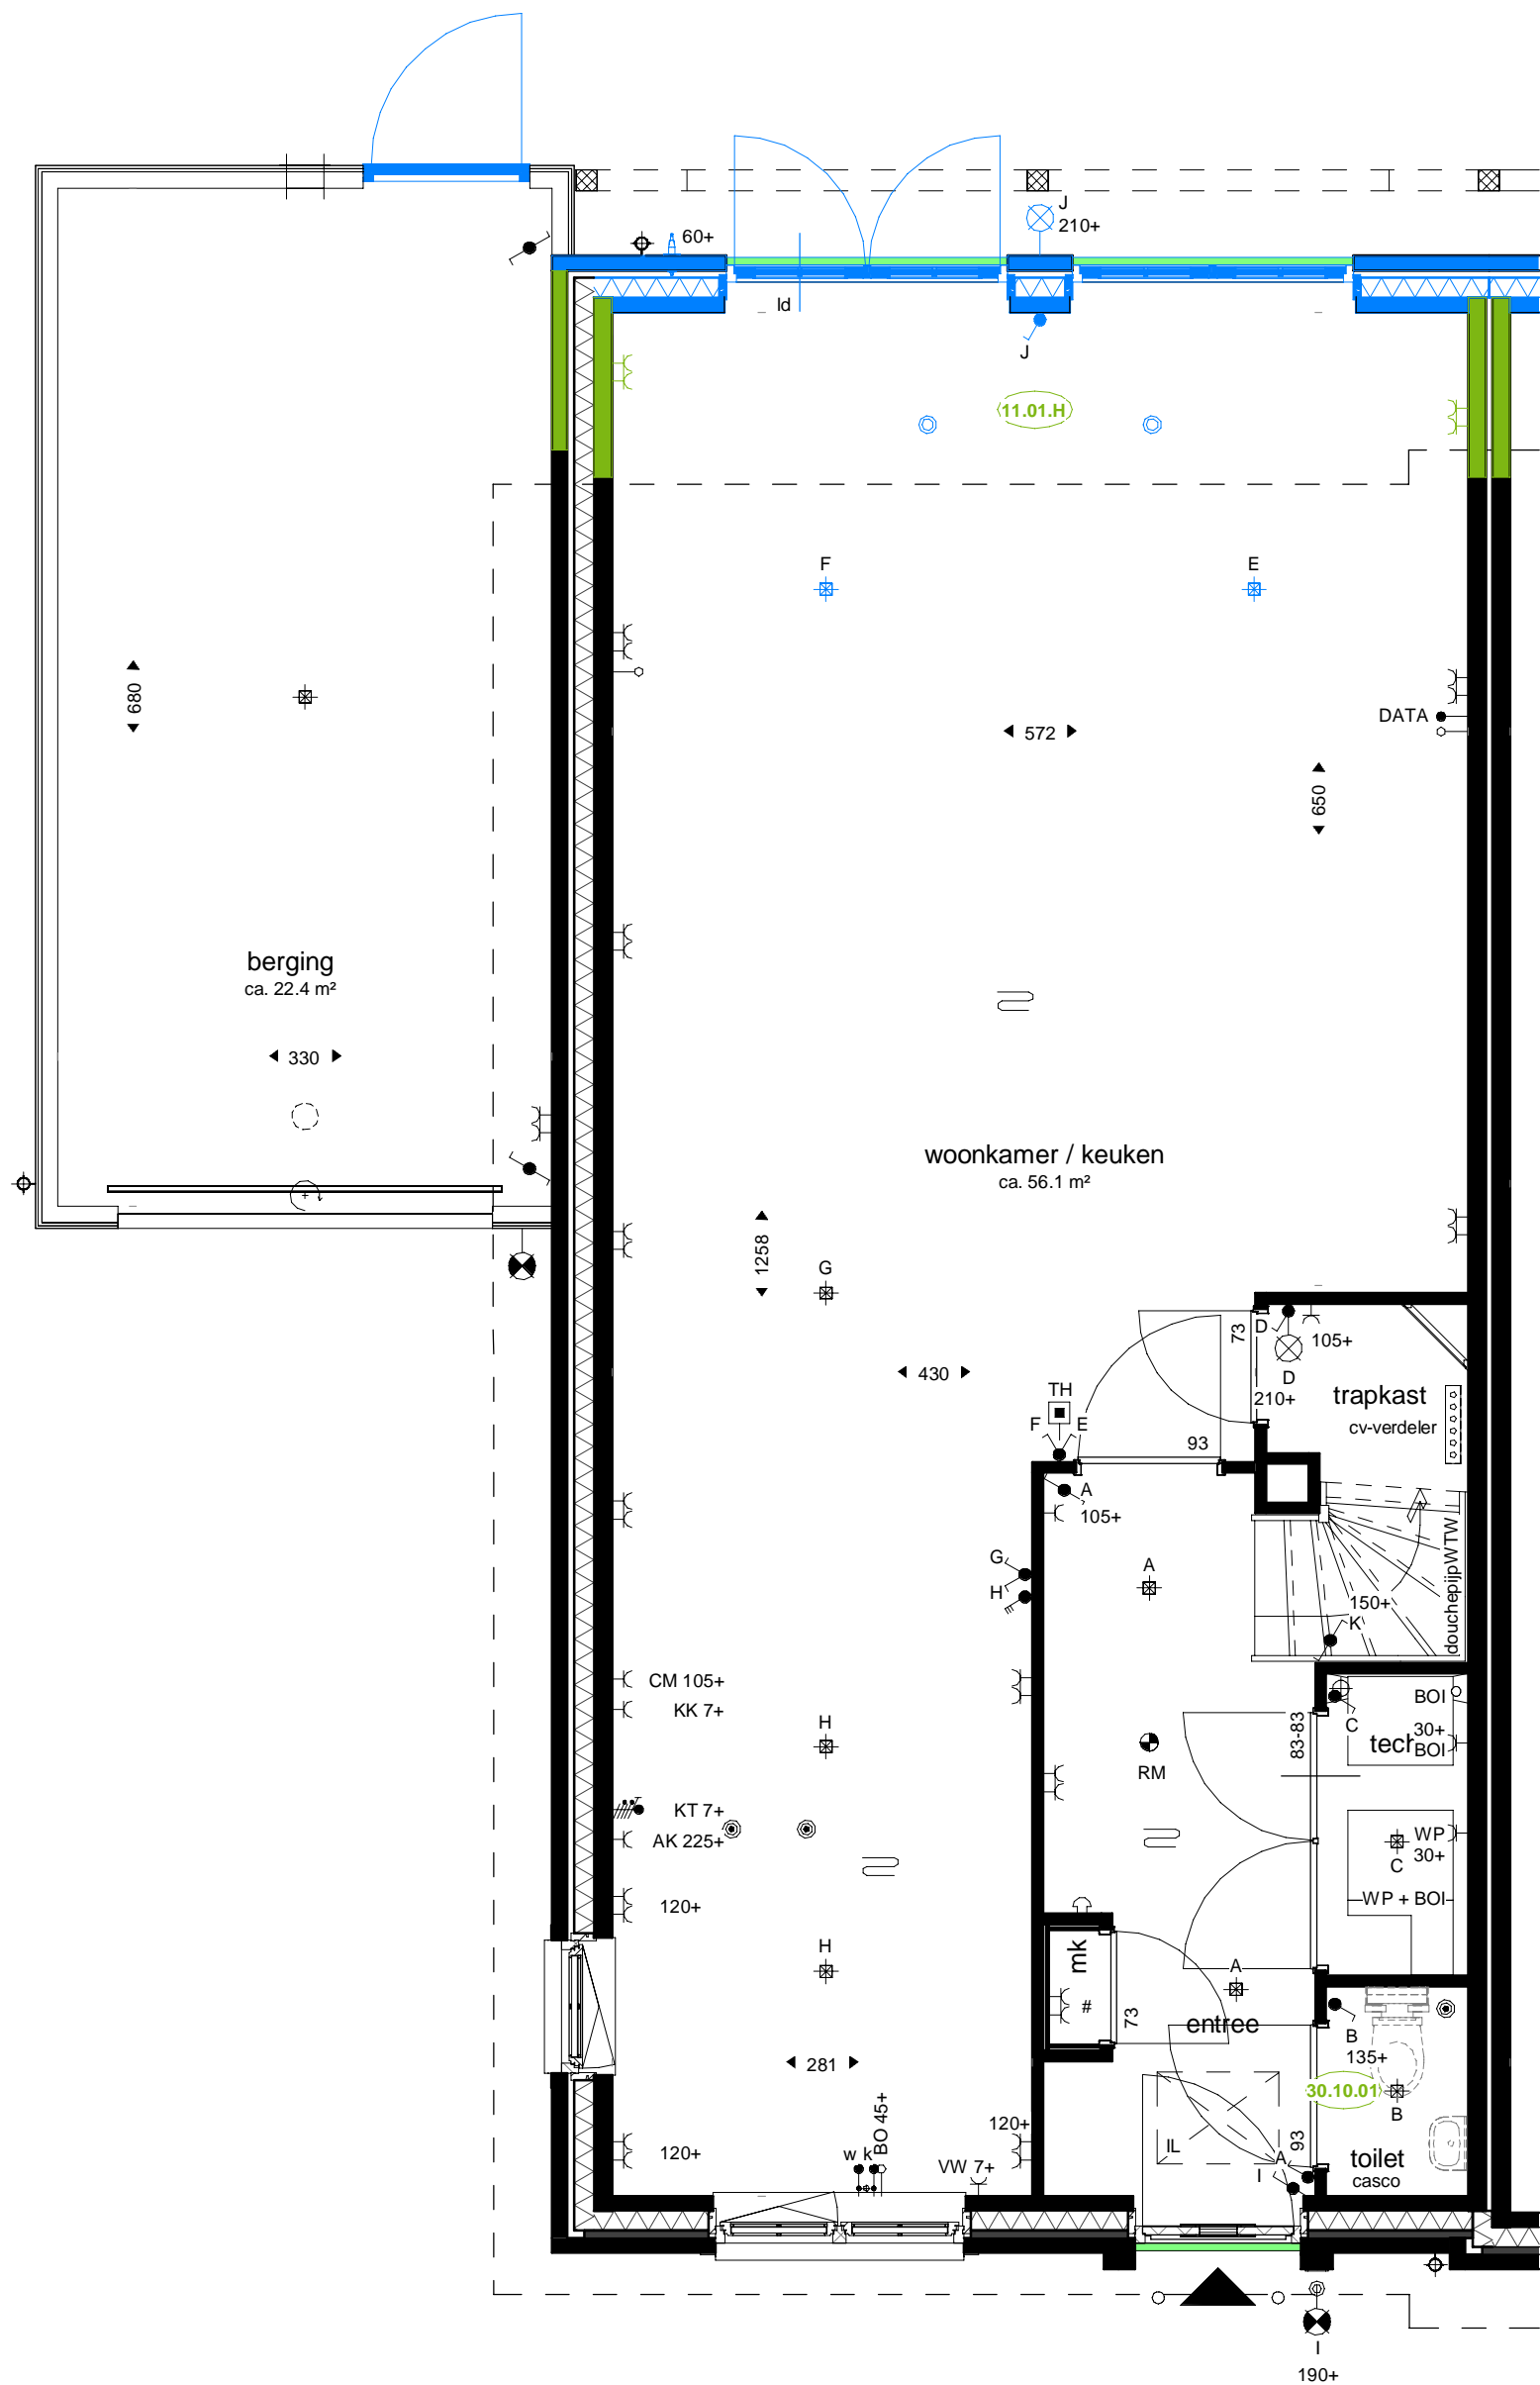 J
210+
60+
ld
J
11.01.H
F
E
680
DATA
572
650
berging
ca. 22.4 m²
330
woonkamer / keuken
ca. 56.1 m²
1258
G
73
D
105+
430
D
210+
TH
F
E
trapkast
cv-verdeler
93
A
105+
douchepijpWTW
G
A
H
150+
K
CM 105+
BOI
KK 7+
H
83-83
C
30+
tech
BOI
RM
KT 7+
AK 225+
WP
30+
C
WP + BOI
120+
mk
H
A
#
73
entree
B
135+
281
30.10.01
B
BO 45+
120+
93
120+
w k
IL
A
toilet
casco
VW 7+
I
I
190+